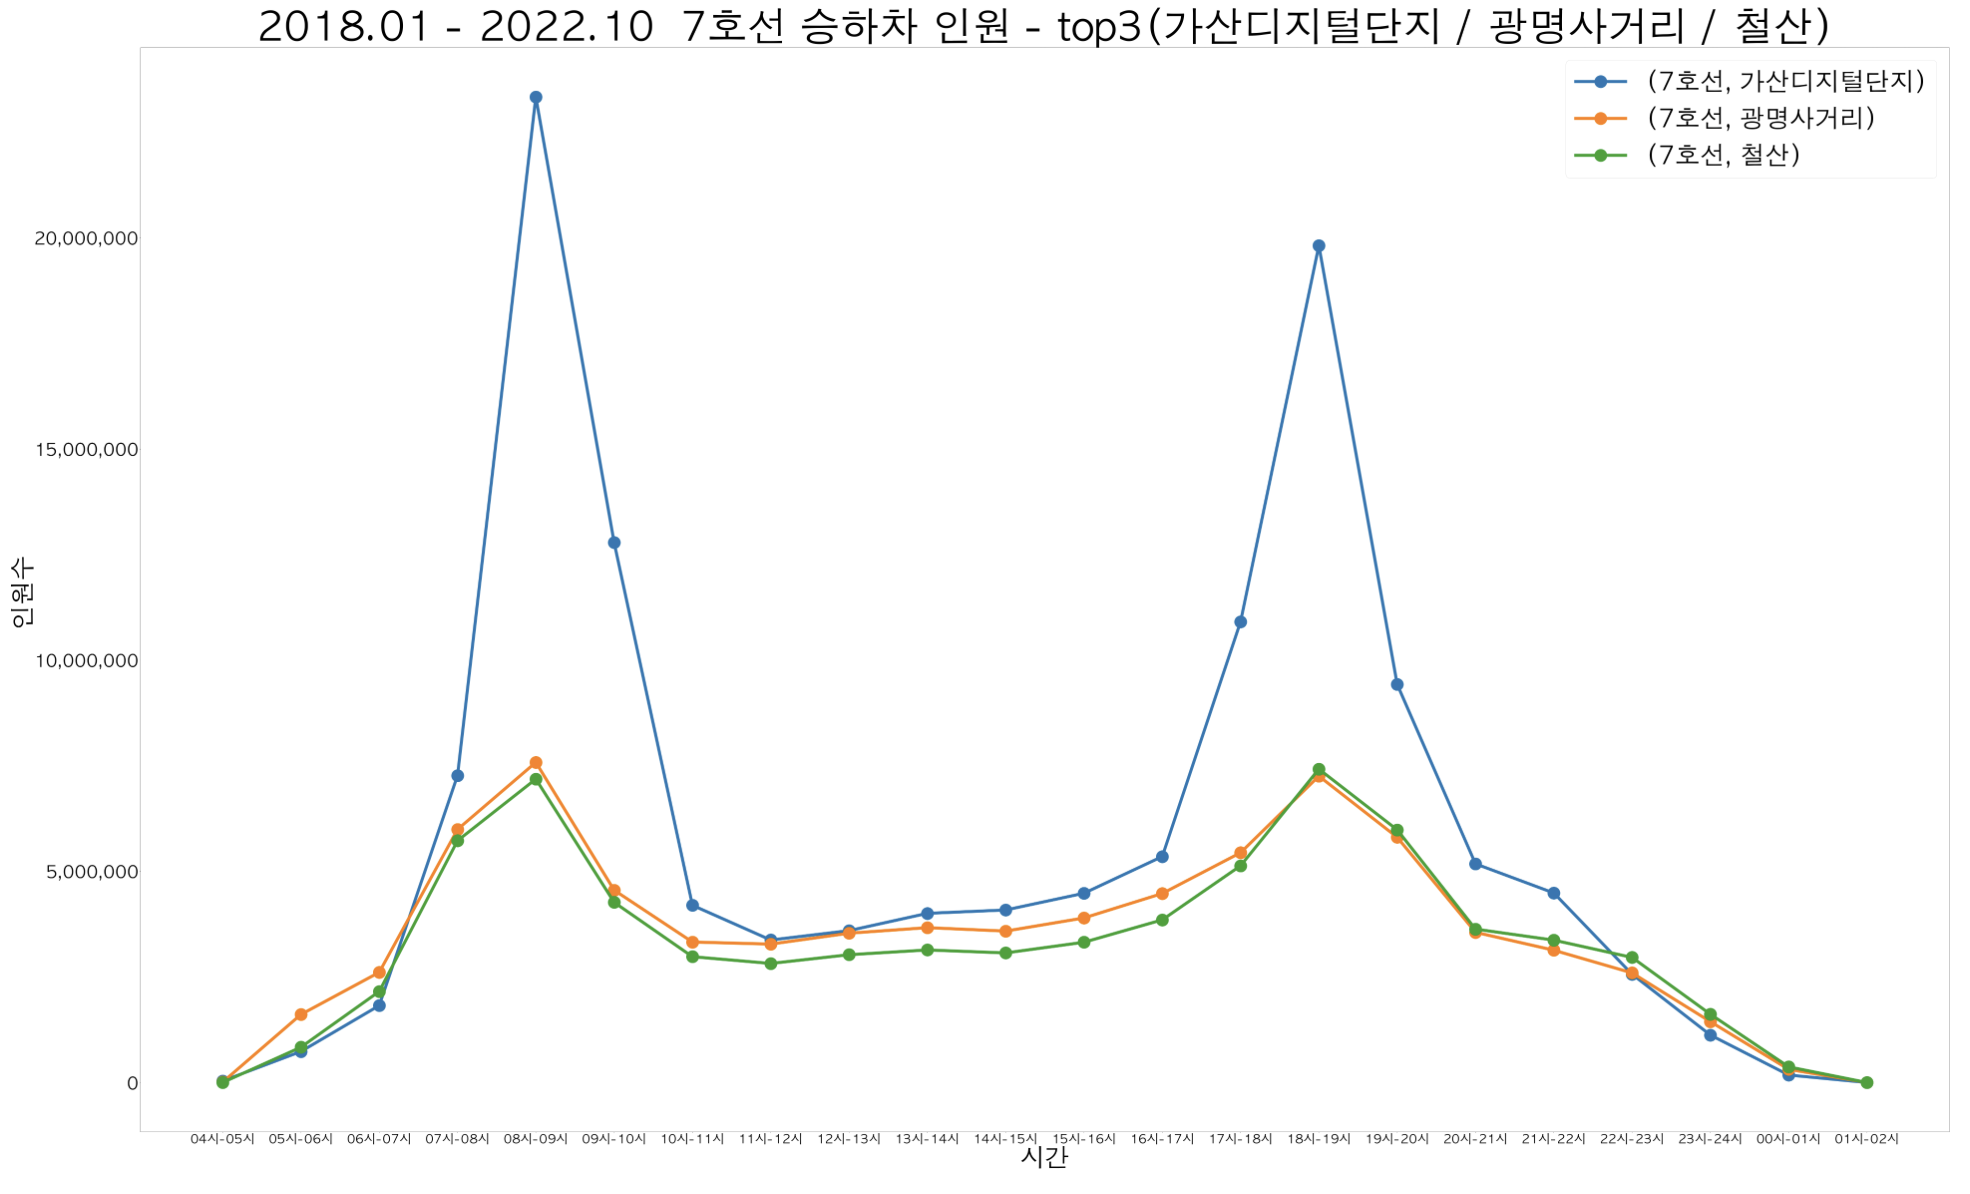 2018.01 - 2022.10 7호선 승하차 인원 - top3(가산디지털단지 / 광명사거리 / 철산)
(7호선, 가산디지털단지)
(7호선, 광명사거리)
(7호선, 철산)
인원수
20,000,000
15,000,000
10,000,000
5,000,000
0
04시-05시 05시-06시 06시-07시 07시-08시 08시-09시 09시-10시 10시-11시 11시-12시 12시-13시 13시-14시 14시-15시 15시-16시 16시-17시 17시-18시 18시-19시 19시-20시 20시-21시 21시-22시 22시-23시 23시-24시 00시-01시 01시-02시
시간